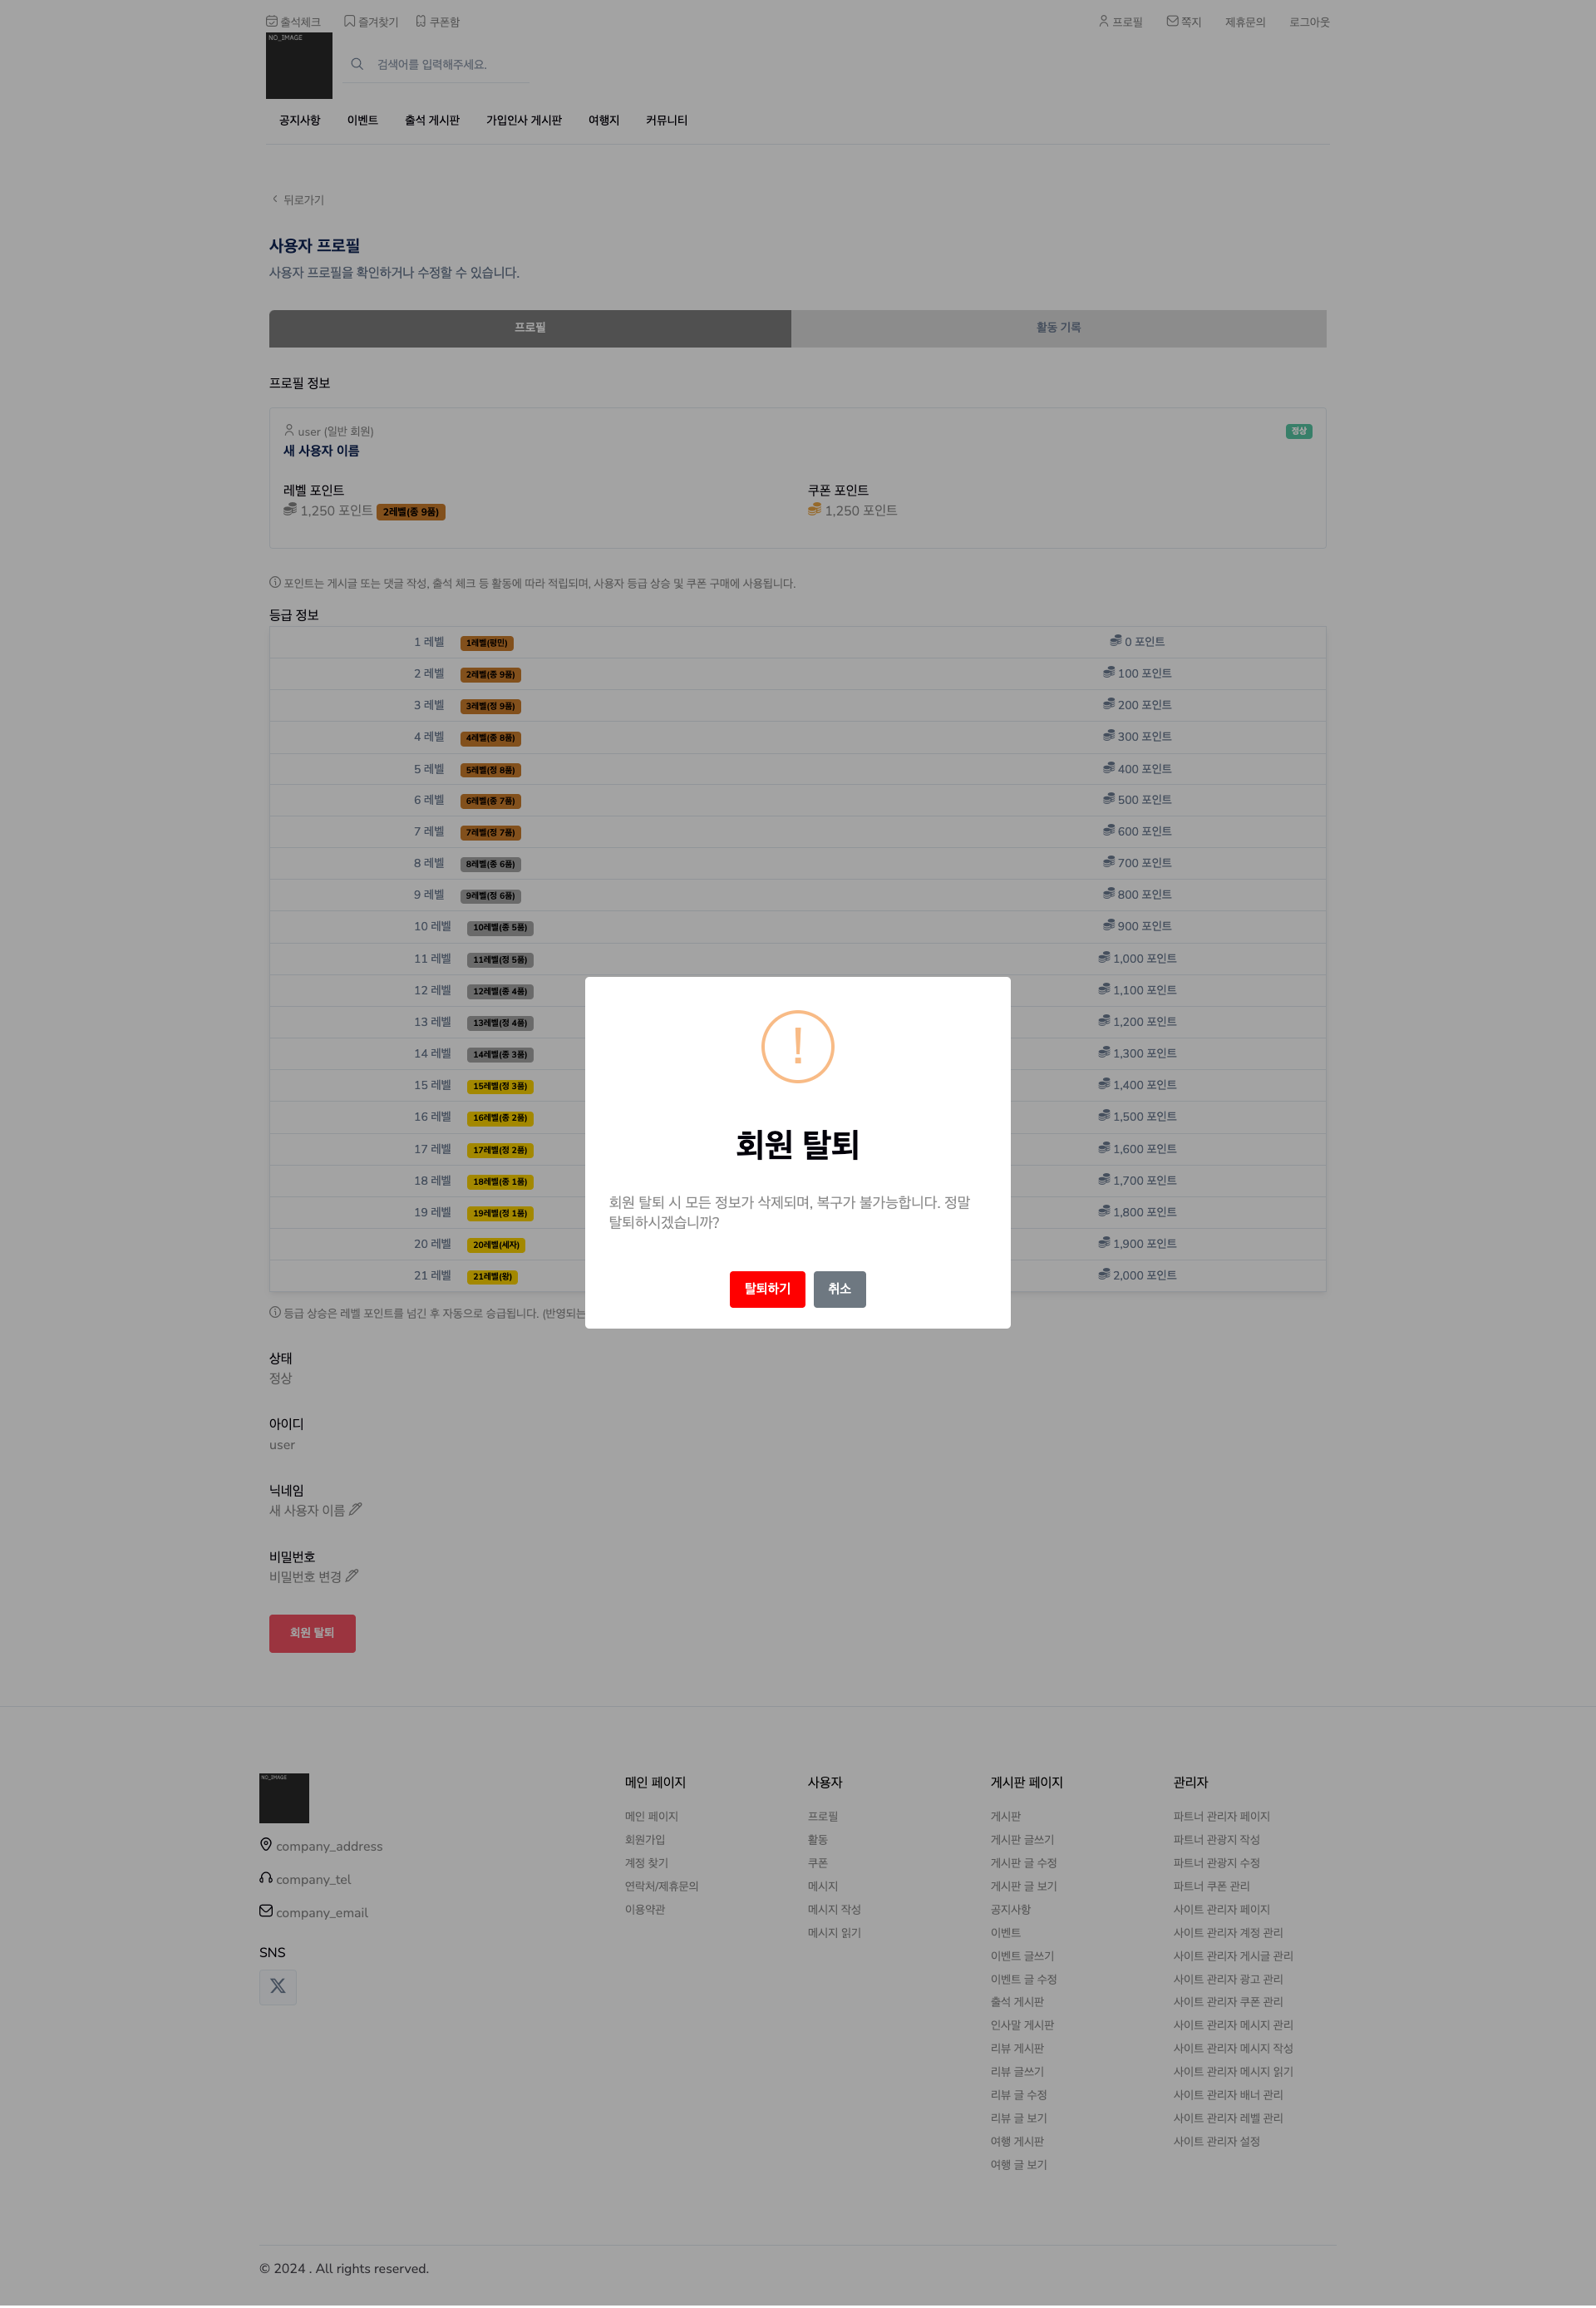 출석체크 즐겨찾기 쿠폰함 프로필 쪽지 제휴문의 로그아웃
NO_IMAGE
검색어를 입력해주세요.
공지사항 이벤트 출석 게시판 가입인사 게시판 여행지 커뮤니티
뒤로가기
사용자 프로필
사용자 프로필을 확인하거나 수정할 수 있습니다.
프로필 활동 기록
프로필 정보
user (일반 회원) 정상
새 사용자 이름
레벨 포인트 쿠폰 포인트
1,250 포인트 2레벨(종 9품) 1,250 포인트
포인트는 게시글 또는 댓글 작성, 출석 체크 등 활동에 따라 적립되며, 사용자 등급 상승 및 쿠폰 구매에 사용됩니다.
등급 정보
1 레벨 1레벨(평민) 0 포인트
2 레벨 2레벨(종 9품) 100 포인트
3 레벨 3레벨(정 9품) 200 포인트
4 레벨 4레벨(종 8품) 300 포인트
5 레벨 5레벨(정 8품) 400 포인트
6 레벨 6레벨(종 7품) 500 포인트
7 레벨 7레벨(정 7품) 600 포인트
8 레벨 8레벨(종 6품) 700 포인트
9 레벨 9레벨(정 6품) 800 포인트
10 레벨 10레벨(종 5품) 900 포인트
11 레벨 11레벨(정 5품) 1,000 포인트
12 레벨 12레벨(종 4품) 1,100 포인트
13 레벨 13레벨(정 4품) 1,200 포인트
14 레벨 14레벨(종 3품) 1,300 포인트
15 레벨 15레벨(정 3품) 1,400 포인트
16 레벨 16레벨(종 2품) 1,500 포인트
17 레벨 17레벨(정 2품) 1,600 포인트
18 레벨 18레벨(종 1품) 1,700 포인트
19 레벨 19레벨(정 1품) 1,800 포인트
20 레벨 20레벨(세자) 1,900 포인트
21 레벨 21레벨(왕) 2,000 포인트
등급 상승은 레벨 포인트를 넘긴 후 자동으로 승급됩니다. (반영되는
!
회원 탈퇴
회원 탈퇴 시 모든 정보가 삭제되며, 복구가 불가능합니다. 정말
탈퇴하시겠습니까?
탈퇴하기 취소
상태
정상
아이디
user
닉네임
새 사용자 이름
비밀번호
비밀번호 변경
회원 탈퇴
NO_IMAGE
company_address
company_tel
company_email
SNS
메인 페이지
메인 페이지
회원가입
계정 찾기
연락처/제휴문의
이용약관
사용자
프로필
활동
쿠폰
메시지
메시지 작성
메시지 읽기
게시판 페이지
게시판
게시판 글쓰기
게시판 글 수정
게시판 글 보기
공지사항
이벤트
이벤트 글쓰기
이벤트 글 수정
출석 게시판
인사말 게시판
리뷰 게시판
리뷰 글쓰기
리뷰 글 수정
리뷰 글 보기
여행 게시판
여행 글 보기
관리자
파트너 관리자 페이지
파트너 관광지 작성
파트너 관광지 수정
파트너 쿠폰 관리
사이트 관리자 페이지
사이트 관리자 계정 관리
사이트 관리자 게시글 관리
사이트 관리자 광고 관리
사이트 관리자 쿠폰 관리
사이트 관리자 메시지 관리
사이트 관리자 메시지 작성
사이트 관리자 메시지 읽기
사이트 관리자 배너 관리
사이트 관리자 레벨 관리
사이트 관리자 설정
© 2024 . All rights reserved.